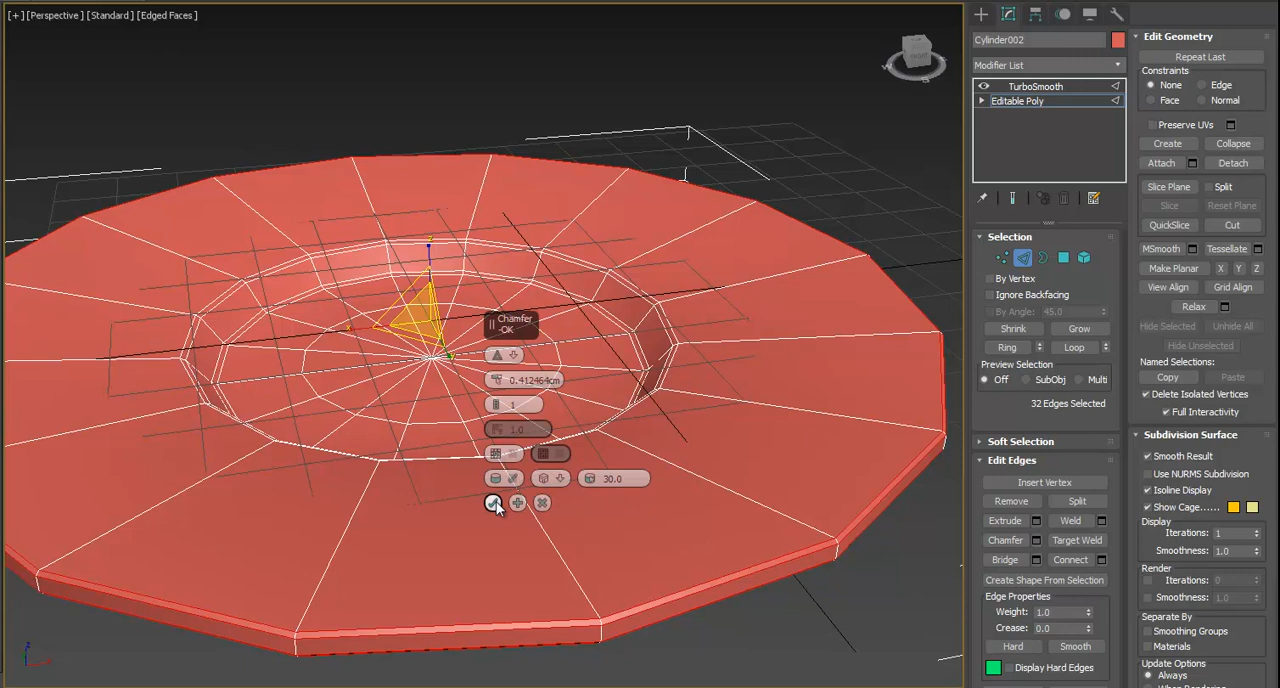 [+] [Perspective ] [Standard ] [Edged Faces ]
Chamfer
-OK
0.412464cm
1
1.0
30.0
Cylinder002
Modifier List
TurboSmooth
Editable Poly
Selection
By Vertex
Ignore Backfacing
By Angle: 45.0
Shrink Grow
Ring Loop
Preview Selection
Off SubObj Multi
32 Edges Selected
Soft Selection
Edit Edges
Insert Vertex
Remove Split
Extrude Weld
Chamfer Target Weld
Bridge Connect
Create Shape From Selection
Edge Properties
Weight: 1.0
Crease: 0.0
Hard Smooth
Display Hard Edges
Edit Geometry
Repeat Last
Constraints
None Edge
Face Normal
Preserve UVs
Create Collapse
Attach Detach
Slice Plane Split
Slice Reset Plane
QuickSlice Cut
MSmooth Tessellate
Make Planar X Y Z
View Align Grid Align
Relax
Hide Selected Unhide All
Hide Unselected
Named Selections:
Copy Paste
Delete Isolated Vertices
Full Interactivity
Subdivision Surface
Smooth Result
Use NURMS Subdivision
Isoline Display
Show Cage......
Display
Iterations: 1
Smoothness: 1.0
Render
Iterations: 0
Smoothness: 1.0
Separate By
Smoothing Groups
Materials
Update Options
Always
When Rendering